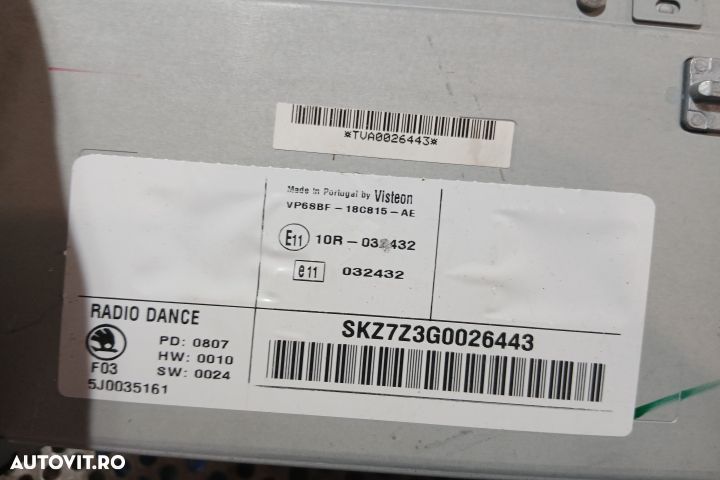 *TVA0026443*
Made in Portugal by Visteon
VP6SBF-18C815-AE
E11 10R-032432
e11 032432
RADIO DANCE
PD: 0807
HW: 0010
F03 SW: 0024
5J0035161
SKZ7Z3G0026443
AUTOVIT.RO